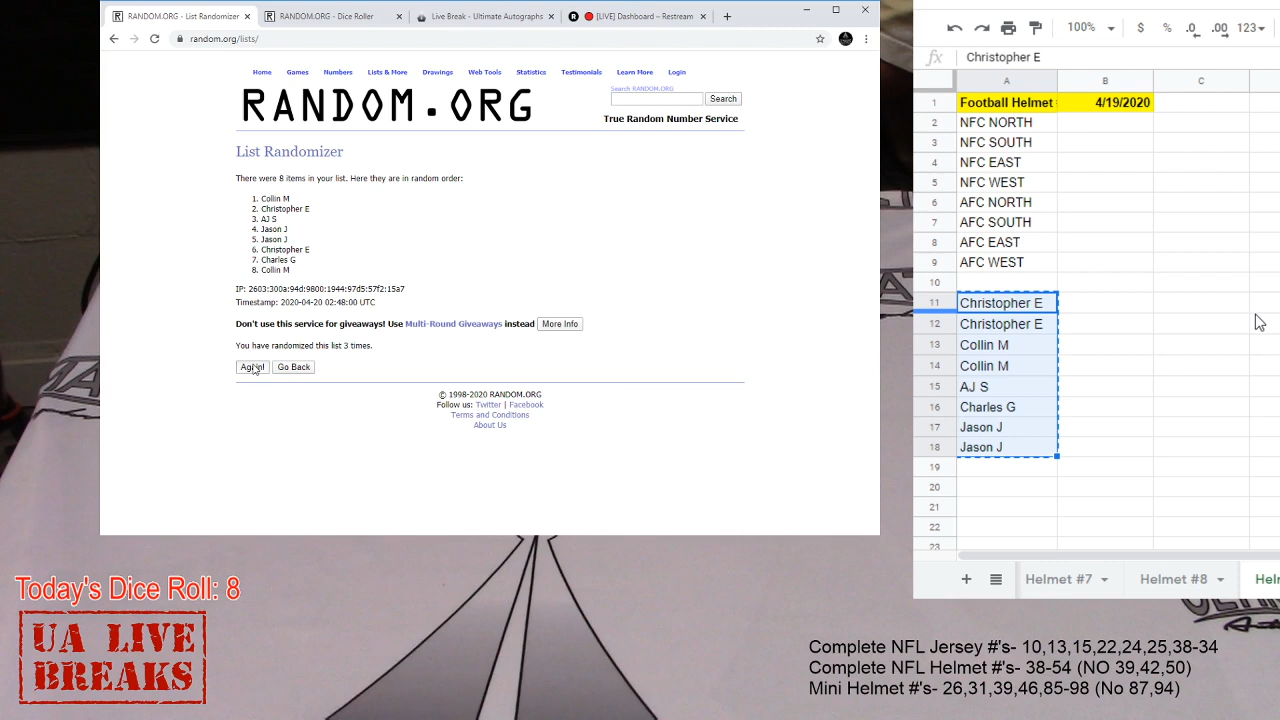 RANDOM.ORG - List Randomizer
RANDOM.ORG - Dice Roller
Live Break - Ultimate Autographs
[LIVE] Dashboard – Restream
random.org/lists/
Home Games Numbers Lists & More Drawings Web Tools Statistics Testimonials Learn More Login
Search RANDOM.ORG
Search
RANDOM.ORG
True Random Number Service
List Randomizer
There were 8 items in your list. Here they are in random order:
1. Collin M
2. Christopher E
3. AJ S
4. Jason J
5. Jason J
6. Christopher E
7. Charles G
8. Collin M
IP: 2603:300a:94d:9800:1944:97d5:57f2:15a7
Timestamp: 2020-04-20 02:48:00 UTC
Don't use this service for giveaways! Use Multi-Round Giveaways instead More Info
You have randomized this list 3 times.
Again! Go Back
© 1998-2020 RANDOM.ORG
Follow us: Twitter | Facebook
Terms and Conditions
About Us
100% $ % .0 .00 123
fx Christopher E
A B C
1 Football Helmet 4/19/2020
2 NFC NORTH
3 NFC SOUTH
4 NFC EAST
5 NFC WEST
6 AFC NORTH
7 AFC SOUTH
8 AFC EAST
9 AFC WEST
10
11 Christopher E
12 Christopher E
13 Collin M
14 Collin M
15 AJ S
16 Charles G
17 Jason J
18 Jason J
19
20
21
22
23
Helmet #7 Helmet #8
Today's Dice Roll: 8
UA LIVE
BREAKS
Complete NFL Jersey #'s- 10,13,15,22,24,25,38-34
Complete NFL Helmet #'s- 38-54 (NO 39,42,50)
Mini Helmet #'s- 26,31,39,46,85-98 (No 87,94)